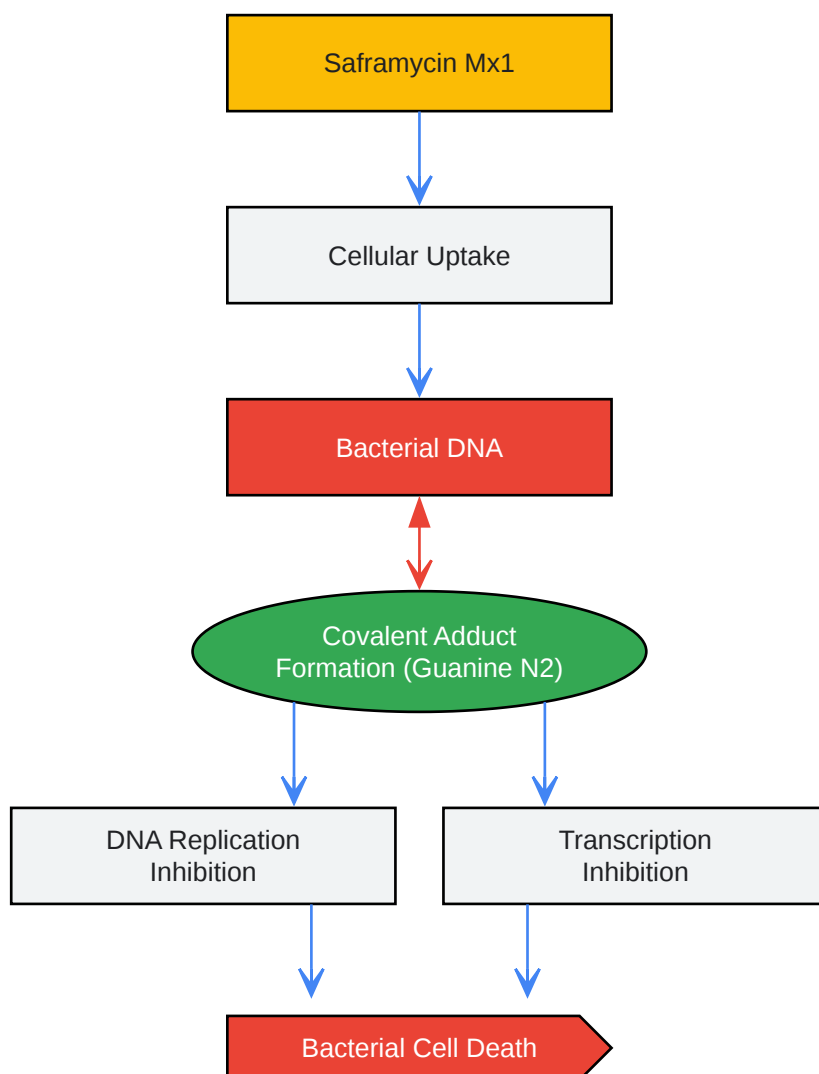 Saframycin Mx1
Cellular Uptake
Bacterial DNA
Covalent Adduct
Formation (Guanine N2)
DNA Replication
Inhibition
Transcription
Inhibition
Bacterial Cell Death